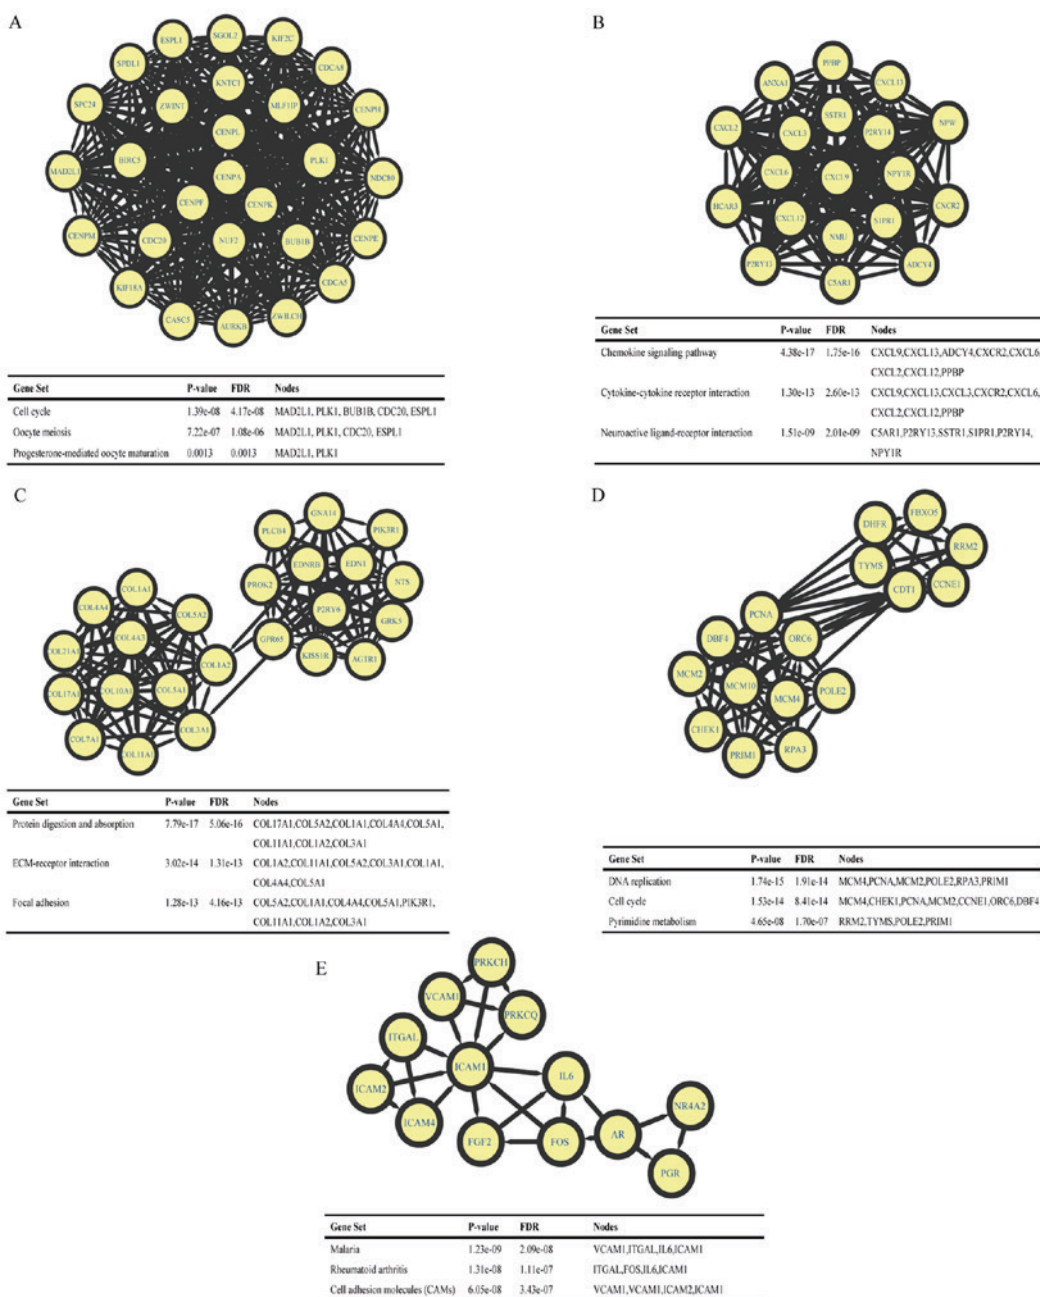 A
ESPL1
SGOL2
KIF2C
SPDL1
CDCA8
KNTC1
SPC24
ZWINT
MLF1IP
CENPH
CENPL
MAD2L1
BIRC5
PLK1
NDC80
CENPA
CENPF
CENPK
CENPM
CDC20
NUF2
BUB1B
CENPE
KIF18A
CDCA5
CASC5
AURKB
ZWILCH
Gene Set P-value FDR Nodes
Cell cycle 1.39e-08 4.17e-08 MAD2L1, PLK1, BUB1B, CDC20, ESPL1
Oocyte meiosis 7.22e-07 1.08e-06 MAD2L1, PLK1, CDC20, ESPL1
Progesterone-mediated oocyte maturation 0.0013 0.0013 MAD2L1, PLK1
B
PPBP
ANXA1
CXCL13
SSTR1
CXCL2
CXCL3
P2RY14
NPW
CXCL6
CXCL9
NPY1R
HCAR3
CXCL12
S1PR1
CXCR2
NMU
P2RY13
ADCY4
C5AR1
Gene Set P-value FDR Nodes
Chemokine signaling pathway 4.38e-17 1.75e-16 CXCL9,CXCL13,ADCY4,CXCR2,CXCL6,
CXCL2,CXCL12,PPBP
Cytokine-cytokine receptor interaction 1.30e-13 2.60e-13 CXCL9,CXCL13,CXCL3,CXCR2,CXCL6,
CXCL2,CXCL12,PPBP
Neuroactive ligand-receptor interaction 1.51e-09 2.01e-09 C5AR1,P2RY13,SSTR1,S1PR1,P2RY14,
NPY1R
C
GNA14
PLCB4
PIK3R1
EDNRB
EDN1
PROK2
NTS
P2RY6
GRK5
GPR65
KISS1R
AGTR1
COL1A1
COL4A4
COL5A2
COL4A3
COL21A1
COL1A2
COL17A1
COL10A1
COL5A1
COL7A1
COL3A1
COL11A1
Gene Set P-value FDR Nodes
Protein digestion and absorption 7.79e-17 5.06e-16 COL17A1,COL5A2,COL1A1,COL4A4,COL5A1,
COL11A1,COL1A2,COL3A1
ECM-receptor interaction 3.02e-14 1.31e-13 COL1A2,COL11A1,COL5A2,COL3A1,COL1A1,
COL4A4,COL5A1
Focal adhesion 1.28e-13 4.16e-13 COL5A2,COL1A1,COL4A4,COL5A1,PIK3R1,
COL11A1,COL1A2,COL3A1
D
FBXO5
DHFR
RRM2
TYMS
CCNE1
CDT1
PCNA
DBF4
ORC6
MCM2
MCM10
MCM4
POLE2
CHEK1
PRIM1
RPA3
Gene Set P-value FDR Nodes
DNA replication 1.74e-15 1.91e-14 MCM4,PCNA,MCM2,POLE2,RPA3,PRIM1
Cell cycle 1.53e-14 8.41e-14 MCM4,CHEK1,PCNA,MCM2,CCNE1,ORC6,DBF4
Pyrimidine metabolism 4.65e-08 1.70e-07 RRM2,TYMS,POLE2,PRIM1
E
PRKCH
VCAM1
PRKCQ
ITGAL
ICAM1
IL6
ICAM2
ICAM4
NR4A2
FGF2
FOS
AR
PGR
Gene Set P-value FDR Nodes
Malaria 1.23e-09 2.09e-08 VCAM1,ITGAL,IL6,ICAM1
Rheumatoid arthritis 1.31e-08 1.11e-07 ITGAL,FOS,IL6,ICAM1
Cell adhesion molecules (CAMs) 6.05e-08 3.43e-07 VCAM1,VCAM1,ICAM2,ICAM1